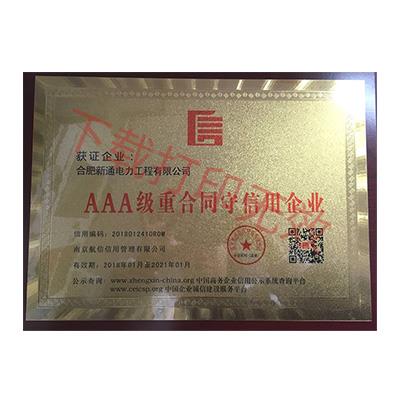 获证企业：
合肥新通电力工程有限公司
AAA级重合同守信用企业
信用编码：20180124108OW
南京航信信用管理有限公司
有效期：2018年01月至2021年01月
公示查询：www.zhengxin-china.org 中国商务企业信用公示系统查询平台
www.ceicsp.org 中国企业诚信建设服务平台
下载打印无效